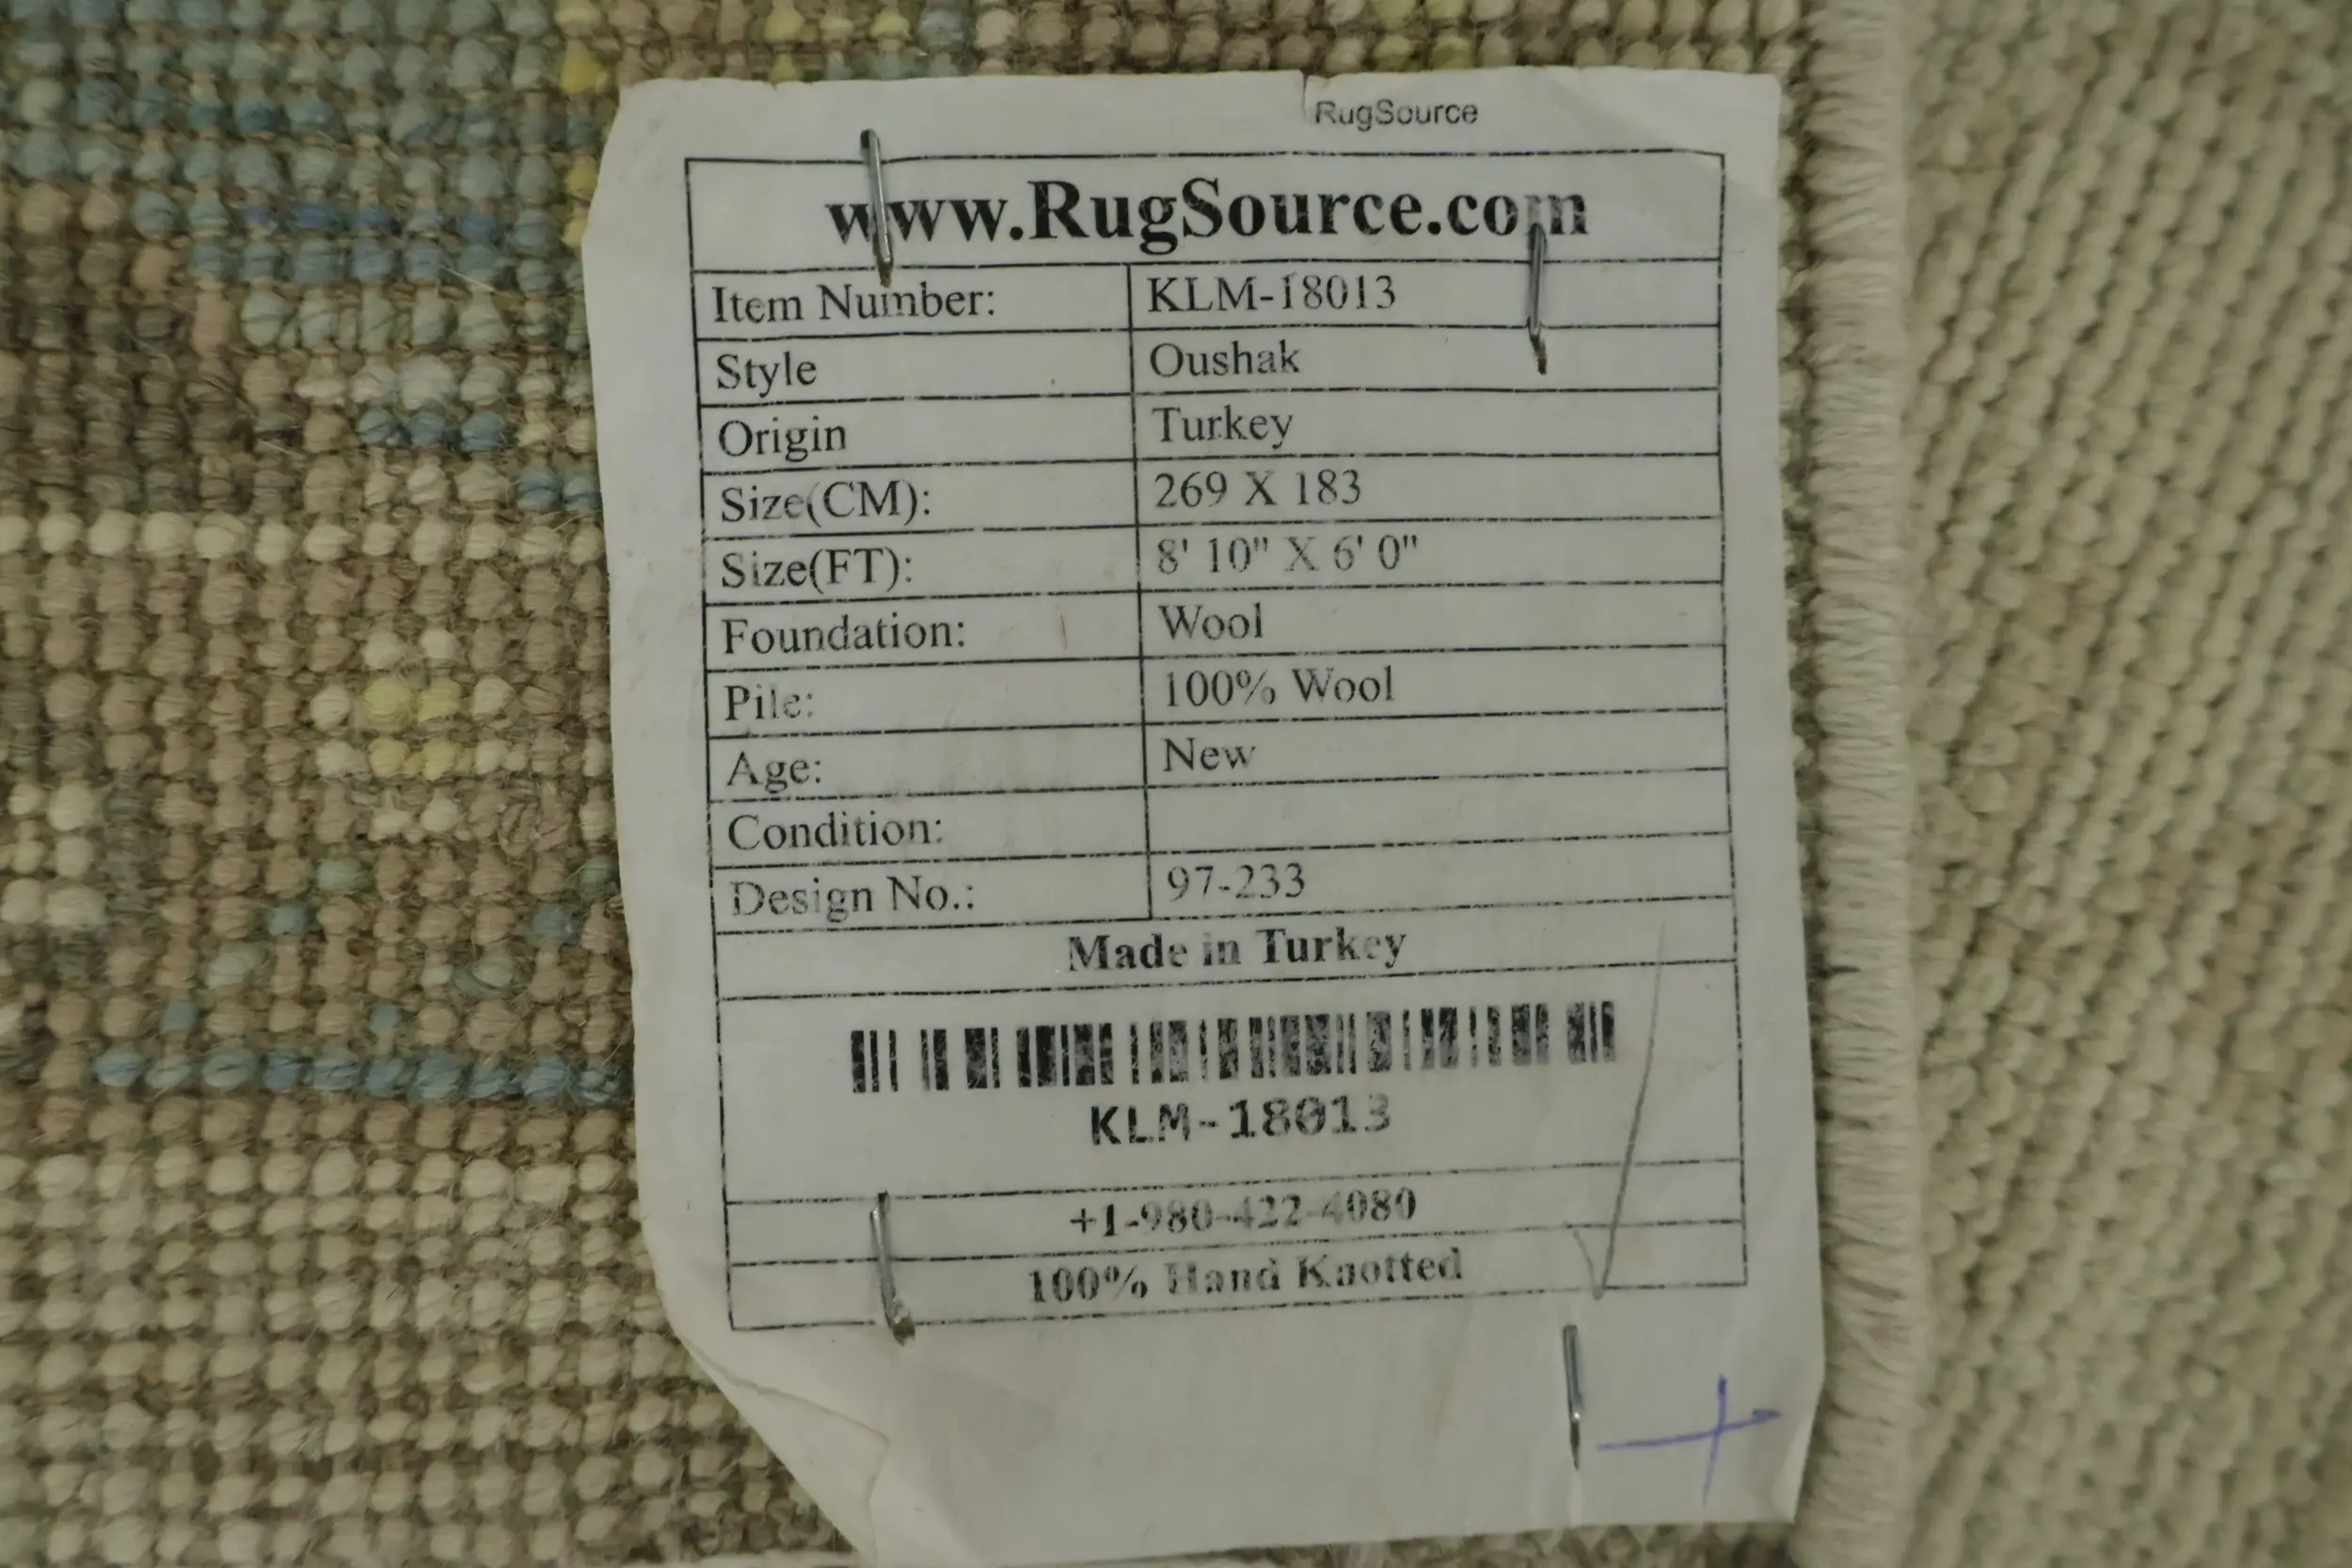 RugSource
www.RugSource.com
Item Number: KLM-18013
Style Oushak
Origin Turkey
Size(CM): 269 X 183
Size(FT): 8' 10" X 6' 0"
Foundation: Wool
Pile: 100% Wool
Age: New
Condition:
Design No.: 97-233
Made in Turkey
KLM-18013
+1-980-422-4080
100% Hand Knotted